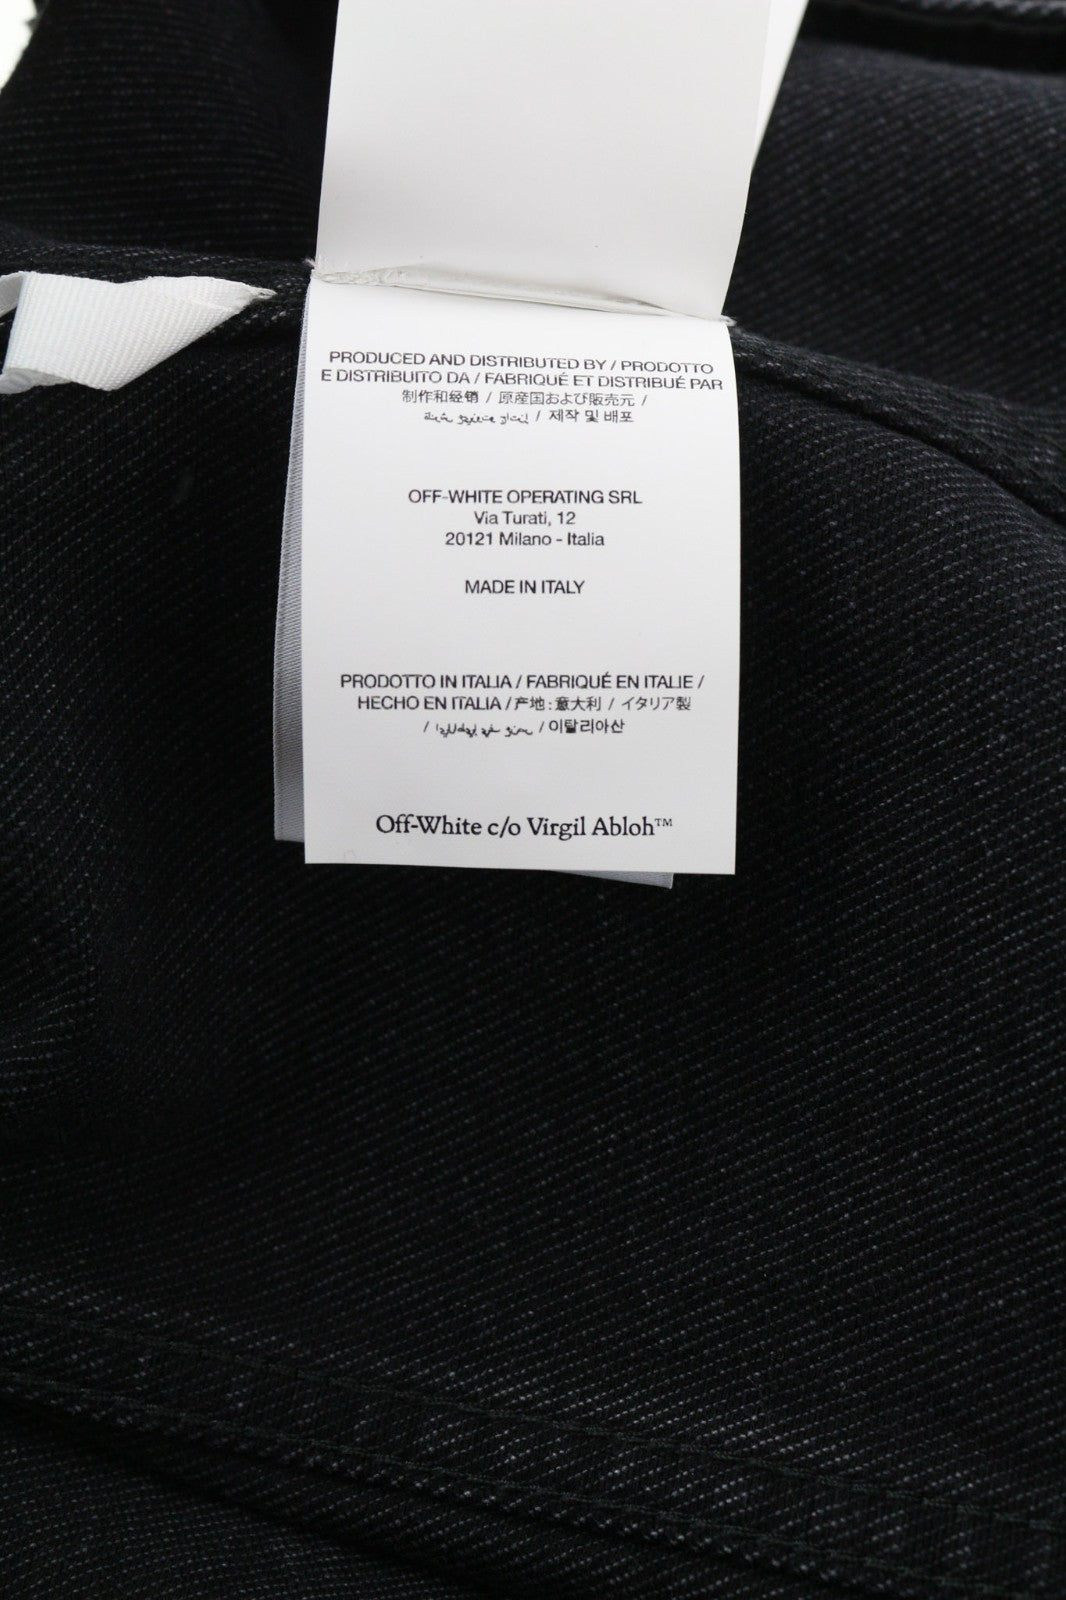 PRODUCED AND DISTRIBUTED BY / PRODOTTO
E DISTRIBUITO DA / FABRIQUÉ ET DISTRIBUÉ PAR
制作和经销 / 原産国および販売元 /
/ 제작 및 배포
OFF-WHITE OPERATING SRL
Via Turati, 12
20121 Milano - Italia
MADE IN ITALY
PRODOTTO IN ITALIA / FABRIQUÉ EN ITALIE /
HECHO EN ITALIA / 产地 : 意大利 / イタリア製
/ / 이탈리아산
Off-White c/o Virgil Abloh™